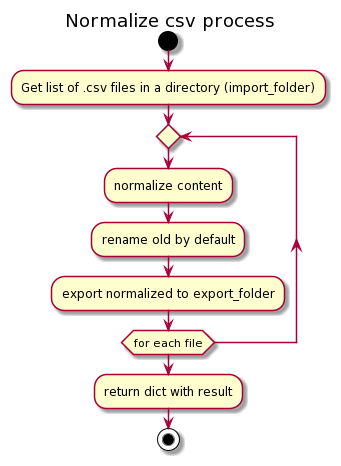 Normalize csv process
Get list of .csv files in a directory (import_folder)
normalize content
rename old by default
export normalized to export_folder
for each file
return dict with result